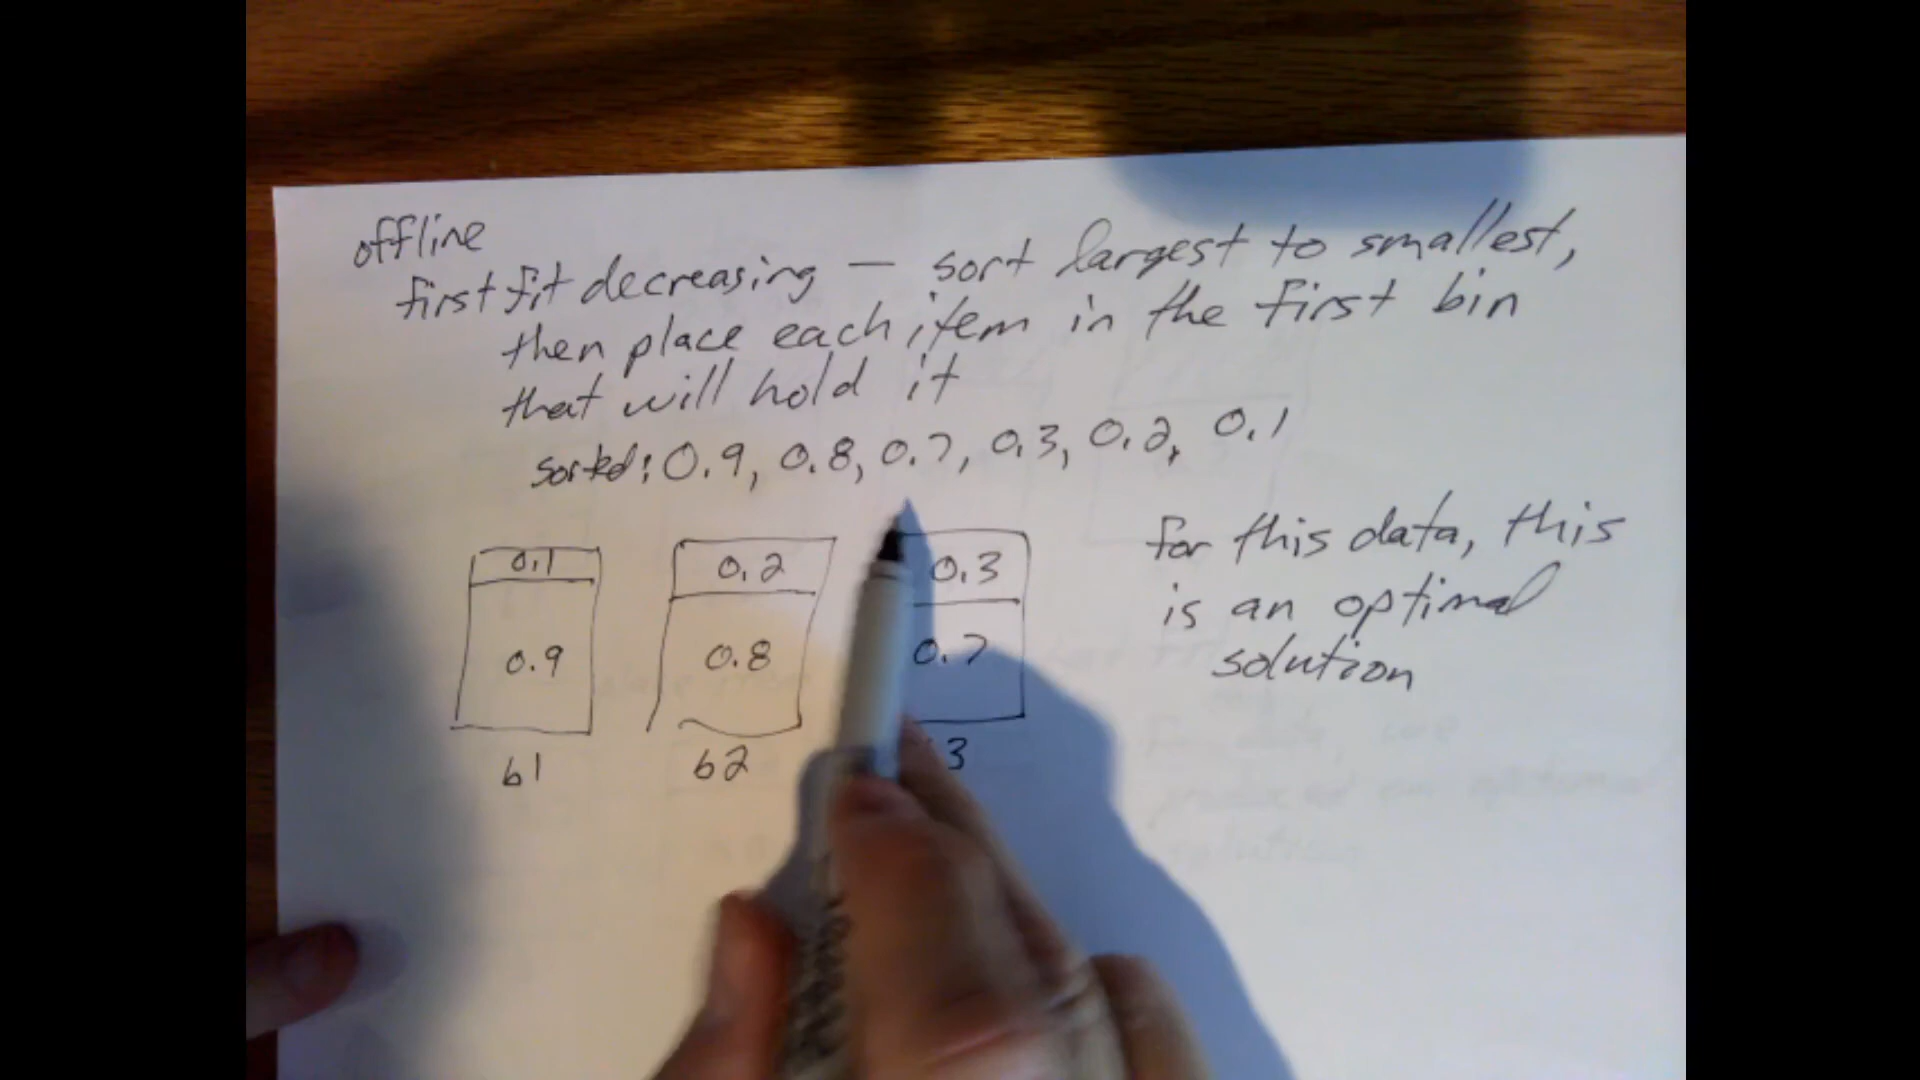 offline
first fit decreasing — sort largest to smallest,
then place each item in the first bin
that will hold it
sorted: 0.9, 0.8, 0.7, 0.3, 0.2, 0.1
0.1
0.9
b1
0.2
0.8
b2
0.3
0.7
3
for this data, this
is an optimal
solution